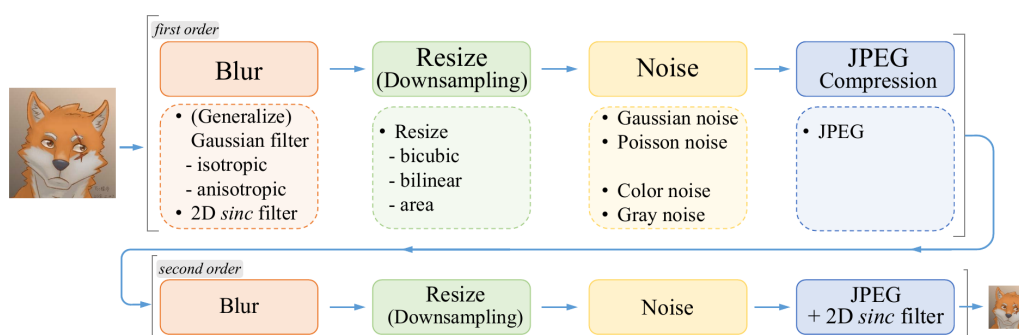 first order
Blur
Resize
(Downsampling)
Noise
JPEG
Compression
• (Generalize)
Gaussian filter
- isotropic
- anisotropic
• 2D sinc filter
• Resize
- bicubic
- bilinear
- area
• Gaussian noise
• Poisson noise
• Color noise
• Gray noise
• JPEG
second order
Blur
Resize
(Downsampling)
Noise
JPEG
+ 2D sinc filter